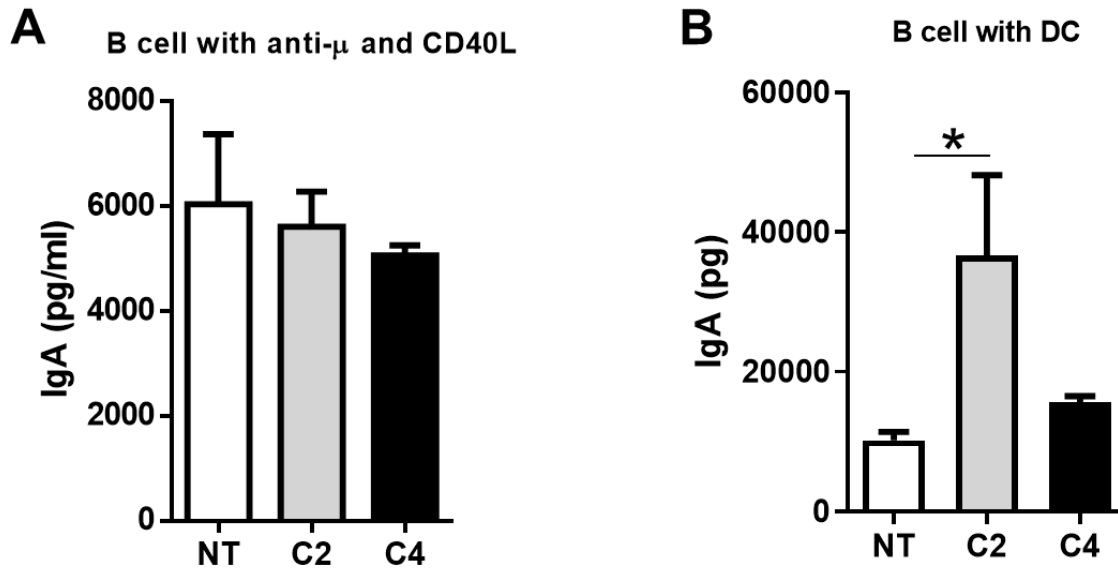 A
B cell with anti-μ and CD40L
8000
6000
4000
2000
0
IgA (pg/ml)
NT C2 C4
B
B cell with DC
60000
40000
20000
0
IgA (pg)
*
NT C2 C4